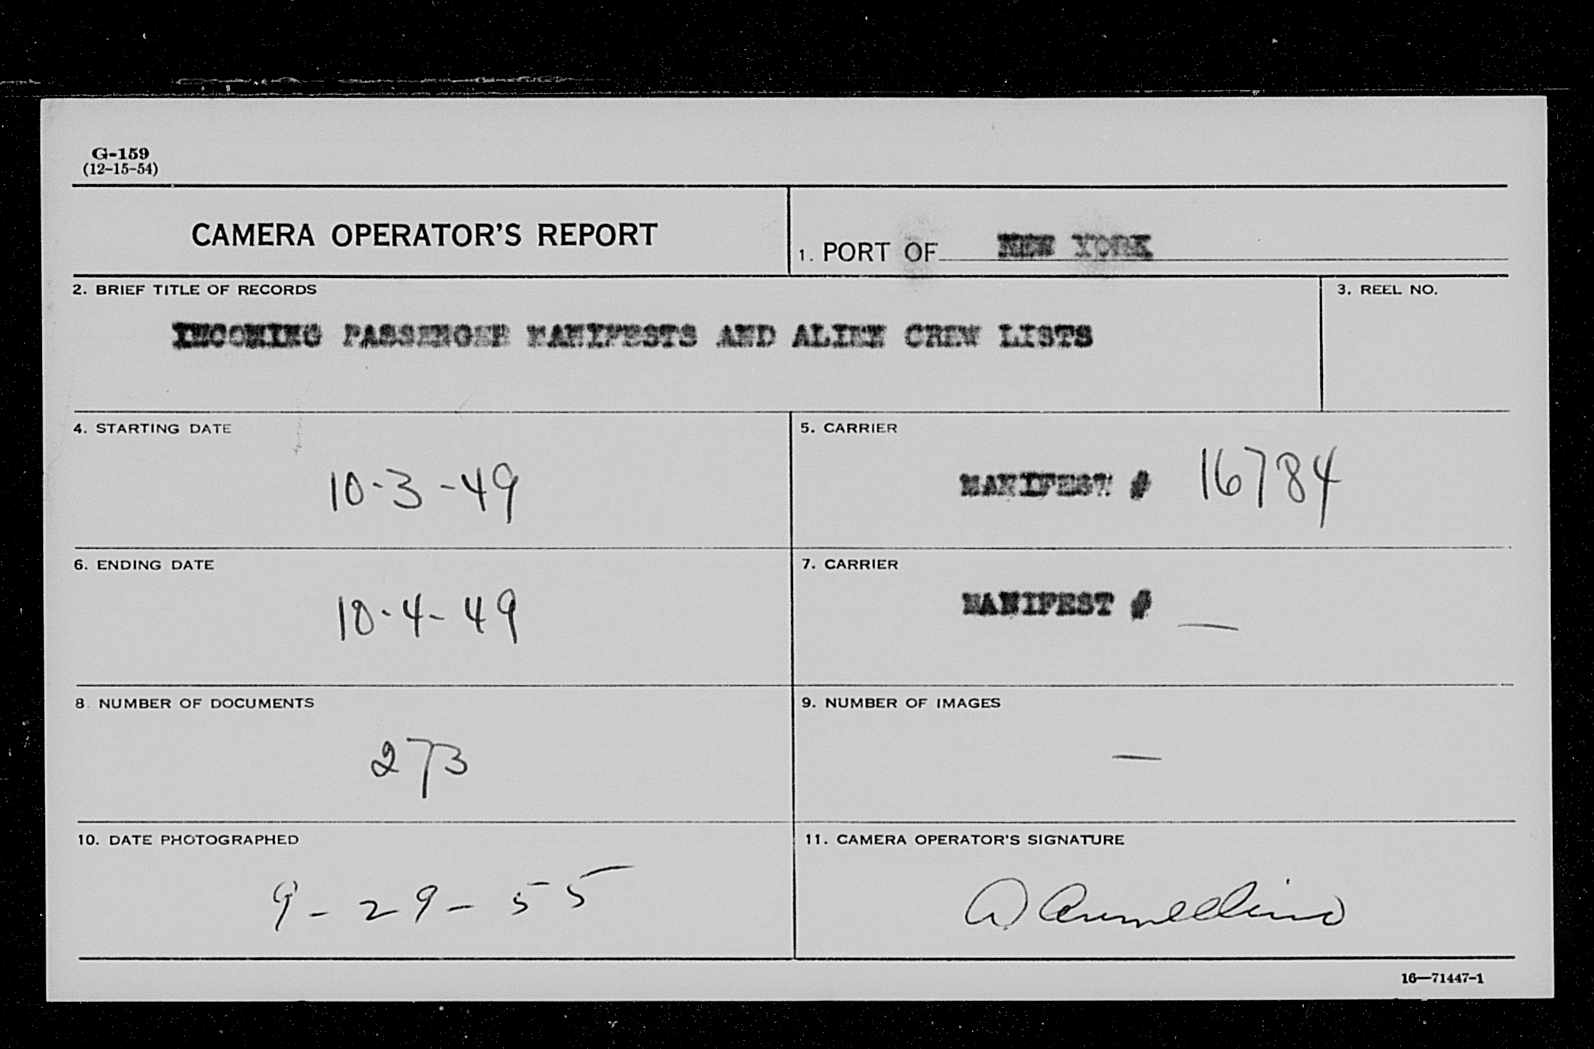 G-159
(12-15-54)
CAMERA OPERATOR'S REPORT
1. PORT OF NEW YORK
2. BRIEF TITLE OF RECORDS
INCOMING PASSENGER MANIFESTS AND ALIEN CREW LISTS
3. REEL NO.
4. STARTING DATE
10-3-49
5. CARRIER
MANIFEST # 16784
6. ENDING DATE
10-4-49
7. CARRIER
MANIFEST # —
8. NUMBER OF DOCUMENTS
273
9. NUMBER OF IMAGES
—
10. DATE PHOTOGRAPHED
9-29-55
11. CAMERA OPERATOR'S SIGNATURE
16—71447-1